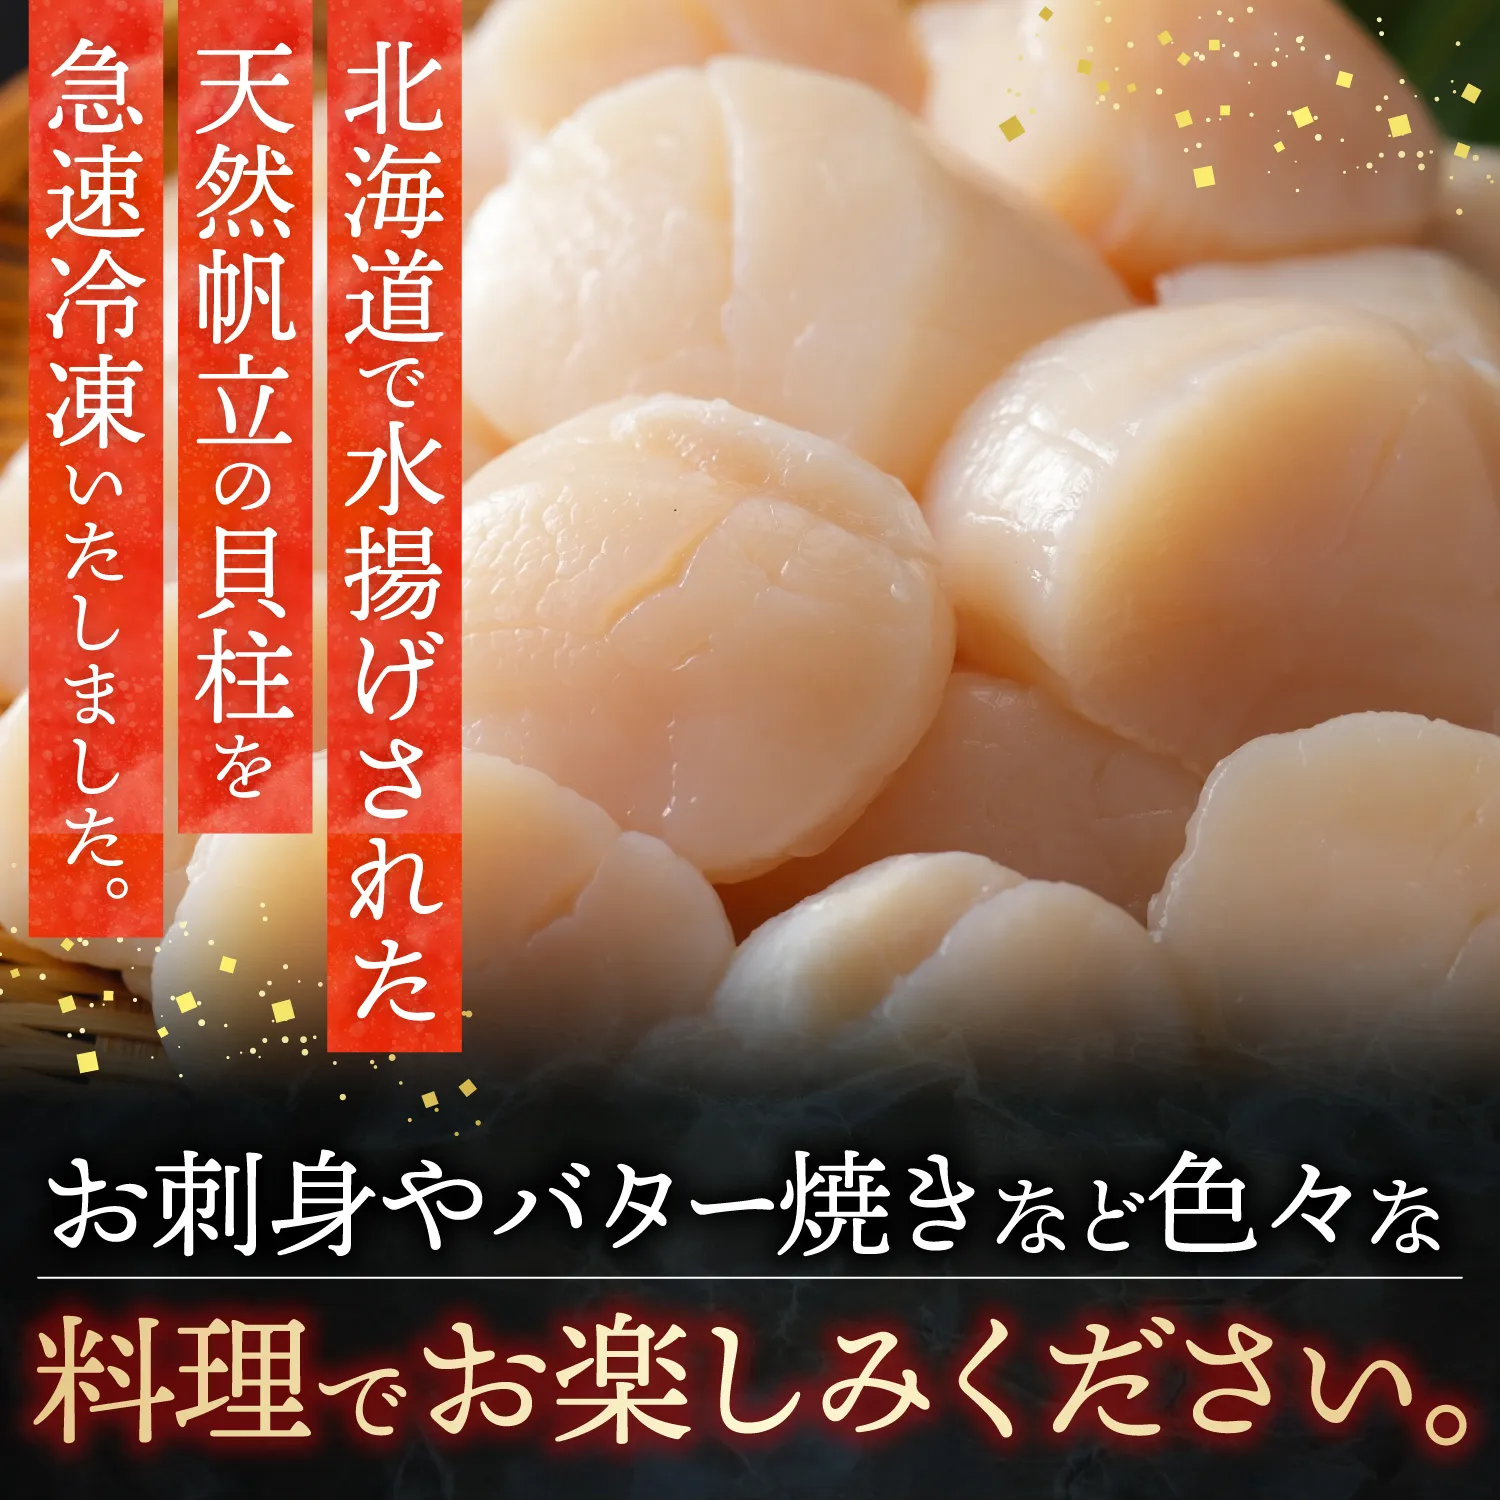 北海道で水揚げされた
天然帆立の貝柱を
急速冷凍いたしました。
お刺身やバター焼きなど色々な
料理でお楽しみください。